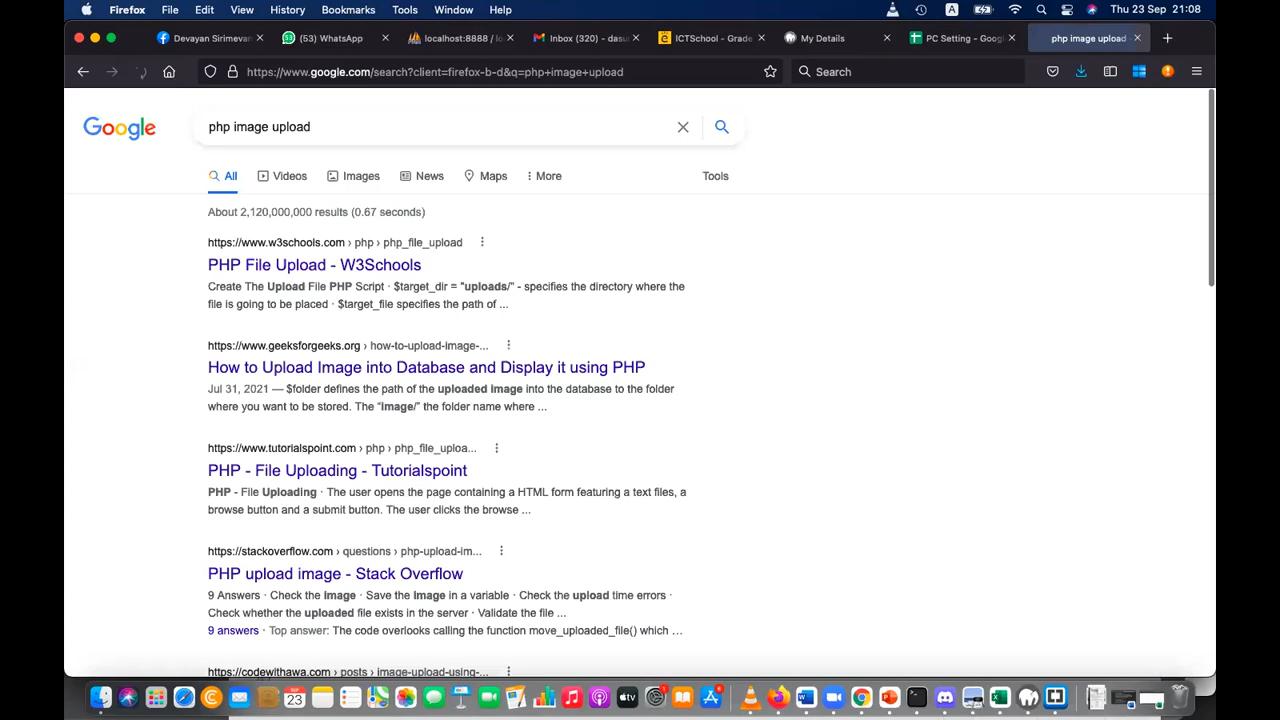 Firefox File Edit View History Bookmarks Tools Window Help A Thu 23 Sep 21:08
Devayan Sirimevan (53) WhatsApp localhost:8888 / lo Inbox (320) - dasu ICTSchool - Grade My Details PC Setting - Googl php image upload
https://www.google.com/search?client=firefox-b-d&q=php+image+upload Search
Google php image upload
All Videos Images News Maps More Tools
About 2,120,000,000 results (0.67 seconds)
https://www.w3schools.com › php › php_file_upload
PHP File Upload - W3Schools
Create The Upload File PHP Script · $target_dir = "uploads/" - specifies the directory where the
file is going to be placed · $target_file specifies the path of ...
https://www.geeksforgeeks.org › how-to-upload-image-...
How to Upload Image into Database and Display it using PHP
Jul 31, 2021 — $folder defines the path of the uploaded image into the database to the folder
where you want to be stored. The “image/” the folder name where ...
https://www.tutorialspoint.com › php › php_file_uploa...
PHP - File Uploading - Tutorialspoint
PHP - File Uploading · The user opens the page containing a HTML form featuring a text files, a
browse button and a submit button. The user clicks the browse ...
https://stackoverflow.com › questions › php-upload-im...
PHP upload image - Stack Overflow
9 Answers · Check the image · Save the image in a variable · Check the upload time errors ·
Check whether the uploaded file exists in the server · Validate the file ...
9 answers · Top answer: The code overlooks calling the function move_uploaded_file() which ...
https://codewithawa.com › posts › image-upload-using-...